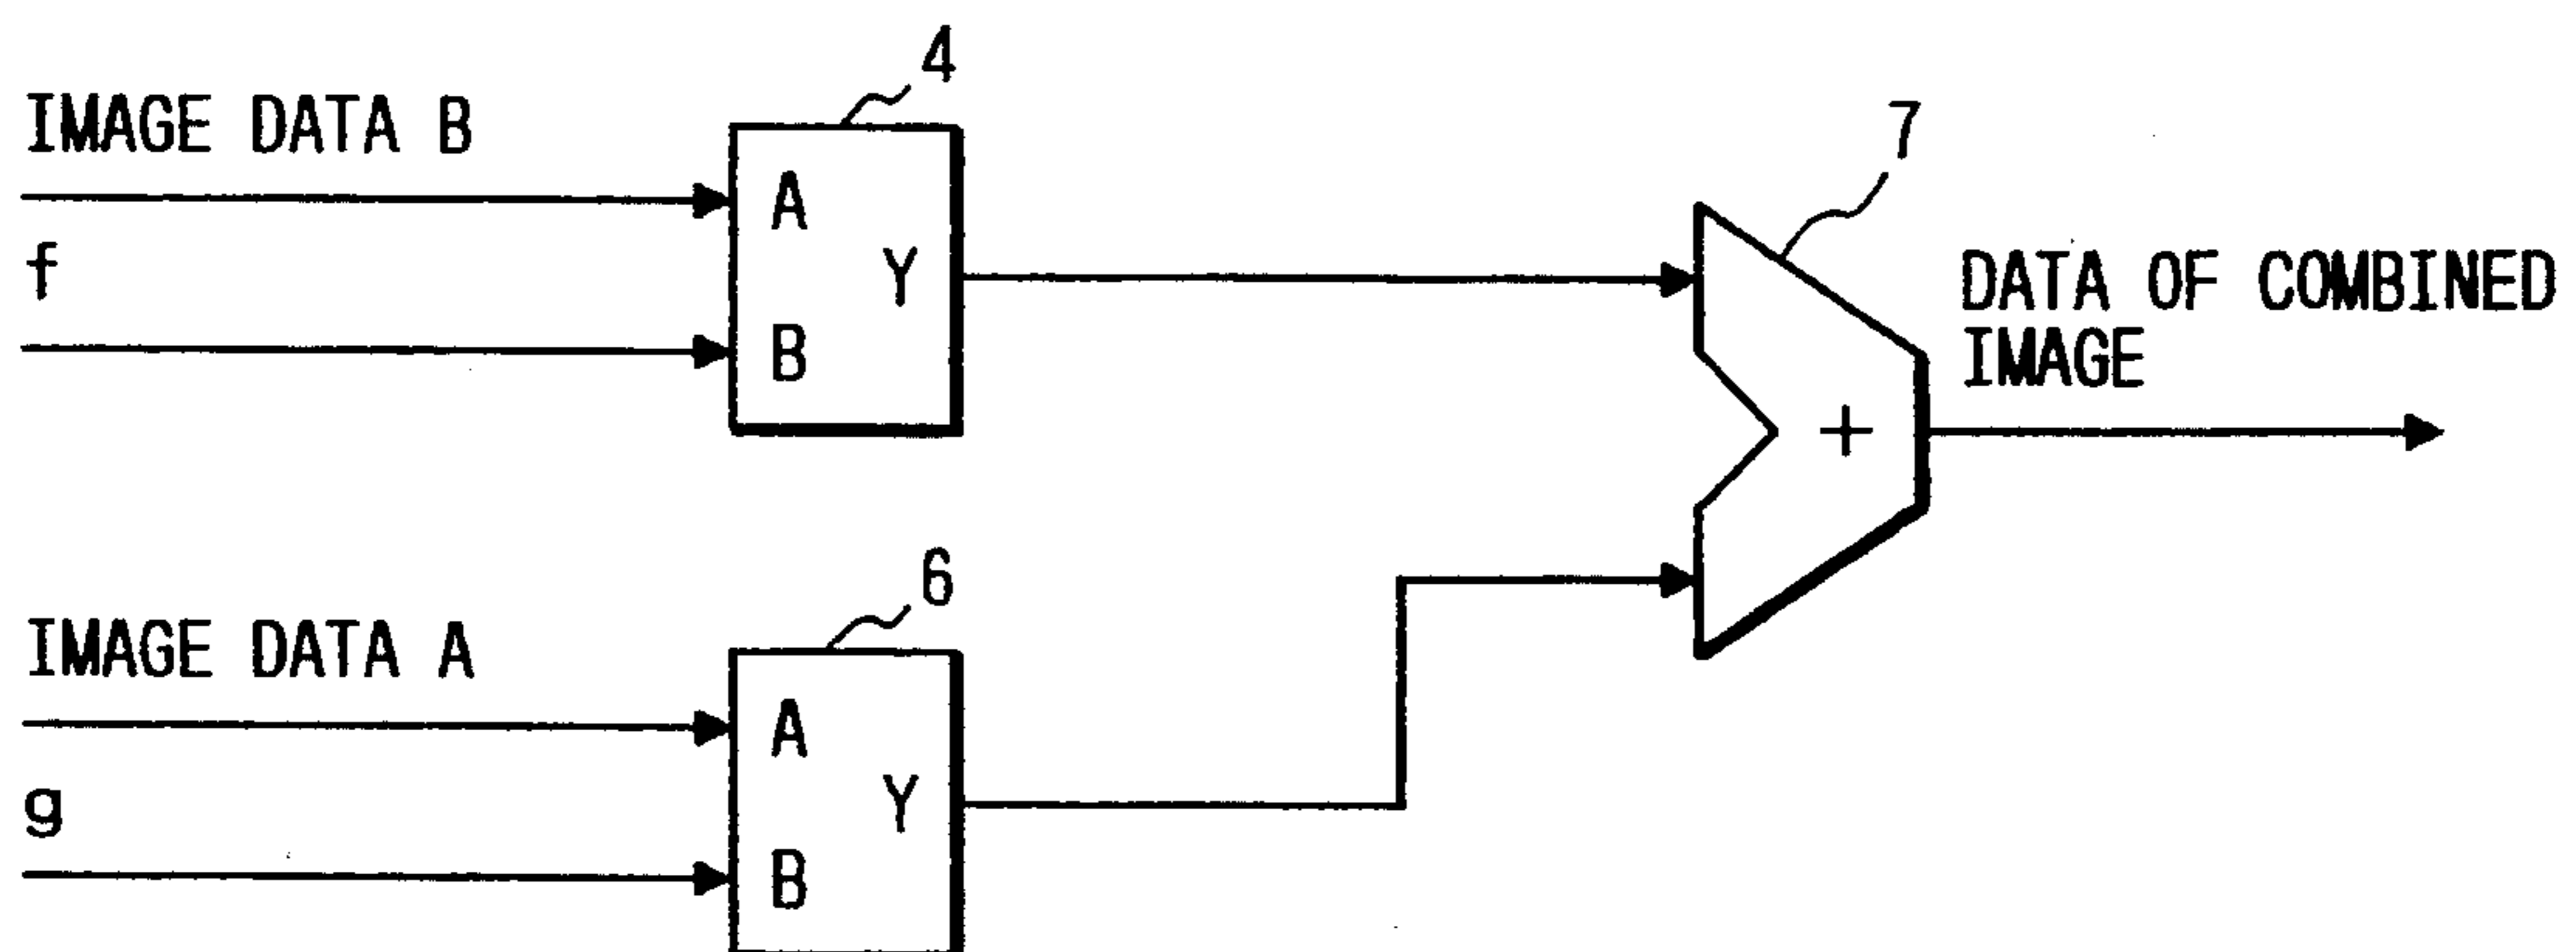 4
IMAGE DATA B
A
f
Y
B
7
DATA OF COMBINED
IMAGE
+
6
IMAGE DATA A
A
g
Y
B